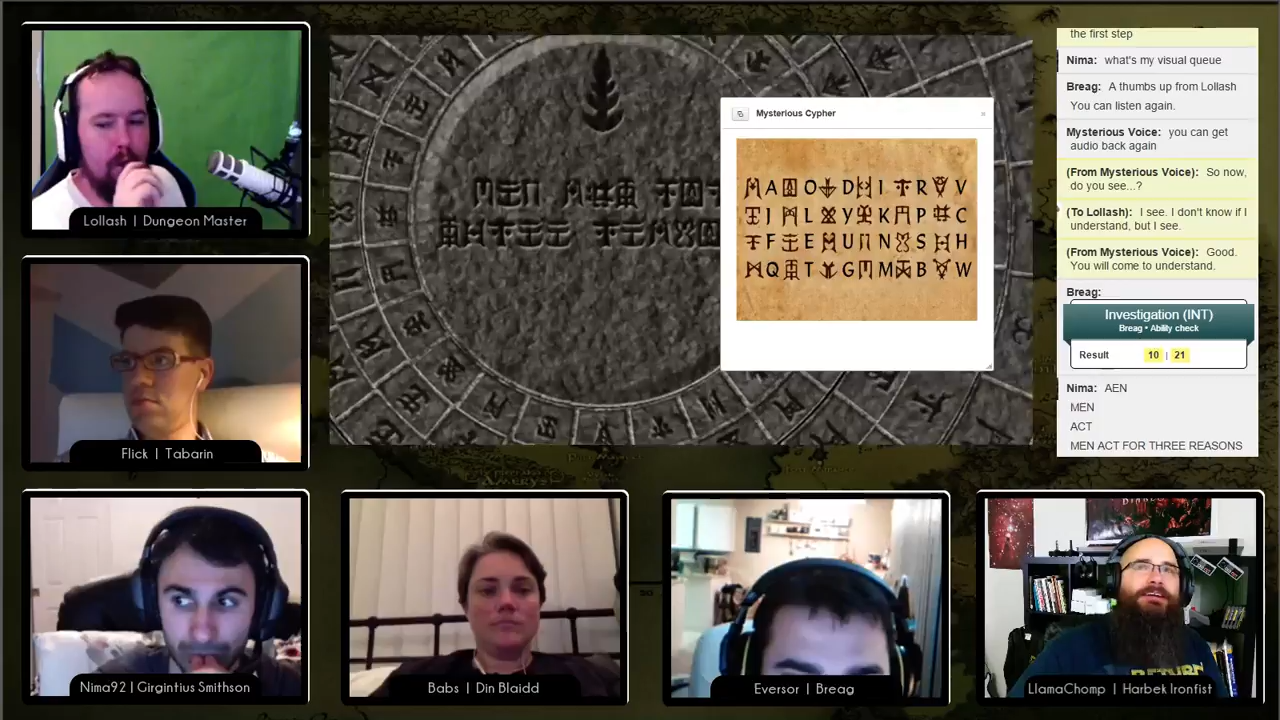 the first step
Nima: what's my visual queue
Breag: A thumbs up from Lollash
You can listen again.
Mysterious Voice: you can get
audio back again
(From Mysterious Voice): So now,
do you see...?
(To Lollash): I see. I don't know if I
understand, but I see.
(From Mysterious Voice): Good.
You will come to understand.
Breag:
Investigation (INT)
Breag • Ability check
Result 10 | 21
Nima: AEN
MEN
ACT
MEN ACT FOR THREE REASONS
Mysterious Cypher
A O D I R V
J L Y K P C
F E U N S H
Q T G M B W
Lollash | Dungeon Master
Flick | Tabarin
Nima92 | Girgintius Smithson
Babs | Din Blaidd
Eversor | Breag
LlamaChomp | Harbek Ironfist